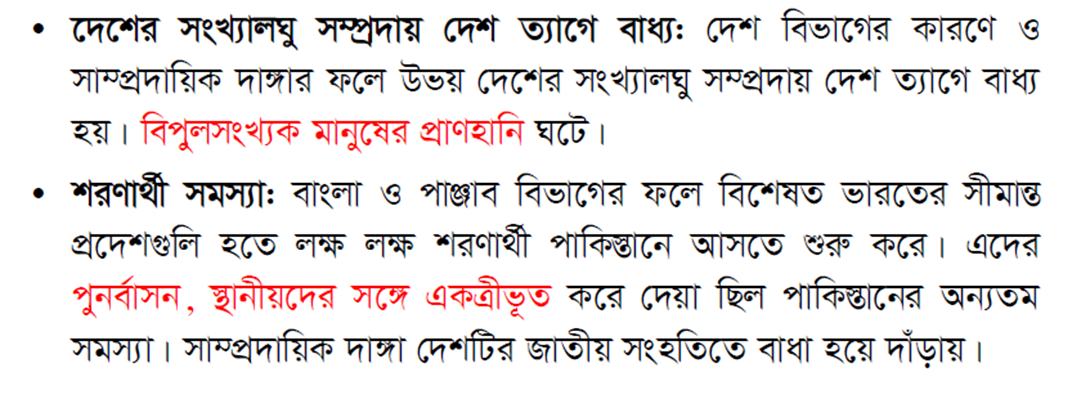 • দেশের সংখ্যালঘু সম্প্রদায় দেশ ত্যাগে বাধ্য: দেশ বিভাগের কারণে ও
সাম্প্রদায়িক দাঙ্গার ফলে উভয় দেশের সংখ্যালঘু সম্প্রদায় দেশ ত্যাগে বাধ্য
হয়। বিপুলসংখ্যক মানুষের প্রাণহানি ঘটে।
• শরণার্থী সমস্যা: বাংলা ও পাঞ্জাব বিভাগের ফলে বিশেষত ভারতের সীমান্ত
প্রদেশগুলি হতে লক্ষ লক্ষ শরণার্থী পাকিস্তানে আসতে শুরু করে। এদের
পুনর্বাসন, স্থানীয়দের সঙ্গে একত্রীভূত করে দেয়া ছিল পাকিস্তানের অন্যতম
সমস্যা। সাম্প্রদায়িক দাঙ্গা দেশটির জাতীয় সংহতিতে বাধা হয়ে দাঁড়ায়।